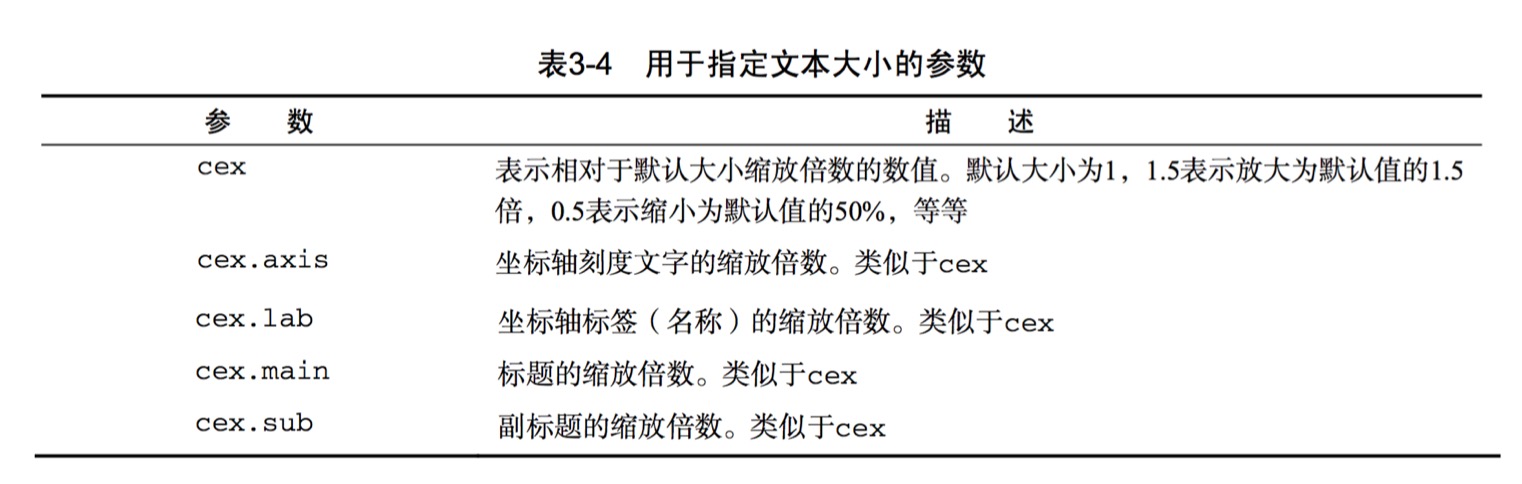 表3-4 用于指定文本大小的参数
参 数 描 述
cex 表示相对于默认大小缩放倍数的数值。默认大小为1，1.5表示放大为默认值的1.5
倍，0.5表示缩小为默认值的50%，等等
cex.axis 坐标轴刻度文字的缩放倍数。类似于cex
cex.lab 坐标轴标签（名称）的缩放倍数。类似于cex
cex.main 标题的缩放倍数。类似于cex
cex.sub 副标题的缩放倍数。类似于cex